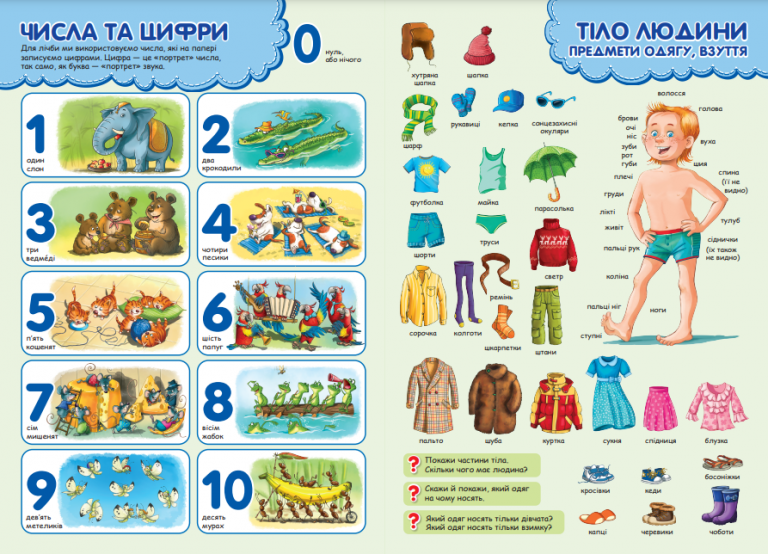 ЧИСЛА ТА ЦИФРИ
Для лічби ми використовуємо числа, які на папері
записуємо цифрами. Цифра — це «портрет» числа,
так само, як буква — «портрет» звука.
0
нуль,
або нічого
1
один
слон
2
два
крокодили
3
три
ведмеді
4
чотири
песики
5
п'ять
кошенят
6
шість
папуг
7
сім
мишенят
8
вісім
жабок
9
дев'ять
метеликів
10
десять
мурах
ТІЛО ЛЮДИНИ
ПРЕДМЕТИ ОДЯГУ, ВЗУТТЯ
хутряна
шапка
шапка
шарф
рукавиці
кепка
сонцезахисні
окуляри
футболка
майка
парасолька
шорти
труси
светр
сорочка
колготи
ремінь
шкарпетки
штани
волосся
голова
брови
очі
ніс
зуби
рот
губи
вуха
шия
плечі
спина
(її не
видно)
груди
лікті
живіт
тулуб
пальці рук
сіднички
(їх також
не видно)
коліна
пальці ніг
ноги
ступні
пальто
шуба
куртка
сукня
спідниця
блузка
? Покажи частини тіла.
Скільки чого має людина?
? Скажи й покажи, який одяг
на чому носять.
? Який одяг носять тільки дівчата?
Який одяг носять тільки взимку?
кросівки
кеди
босоніжки
капці
черевики
чоботи